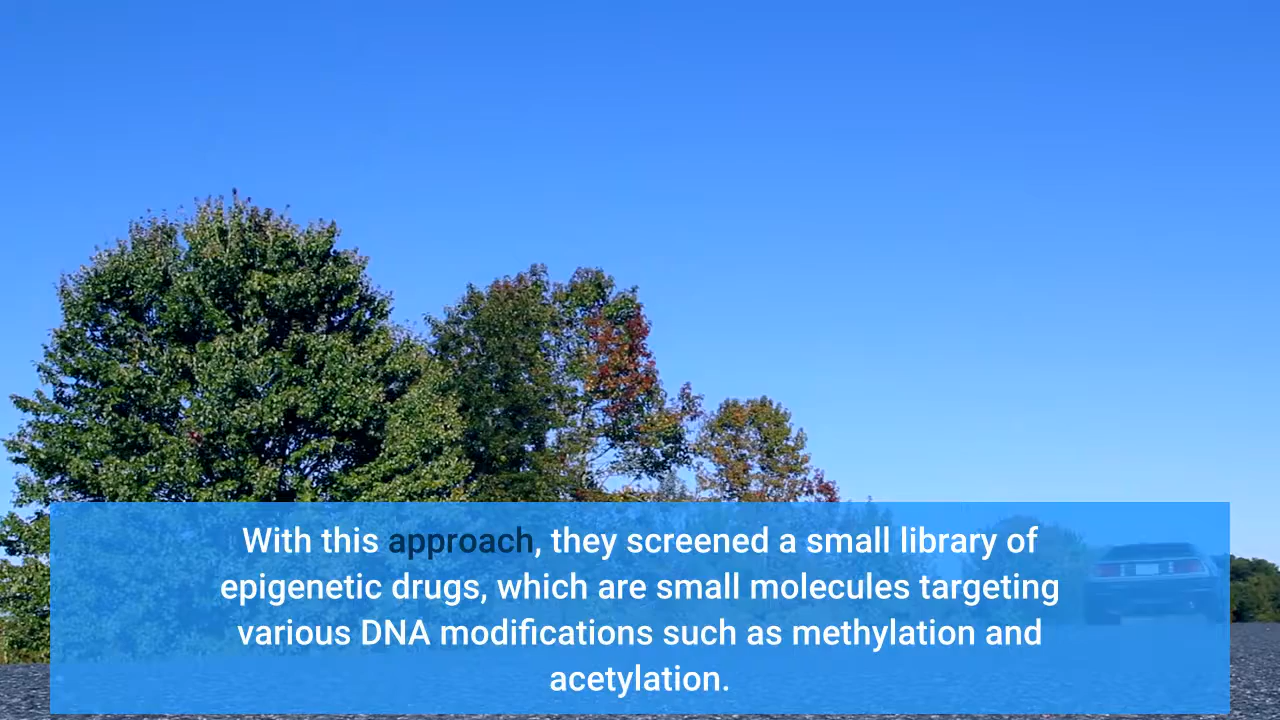 With this approach, they screened a small library of
epigenetic drugs, which are small molecules targeting
various DNA modifications such as methylation and
acetylation.